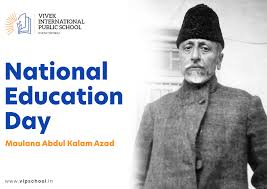 VIVEK
INTERNATIONAL
PUBLIC SCHOOL
National
Education
Day
Maulana Abdul Kalam Azad
www.vipschool.in